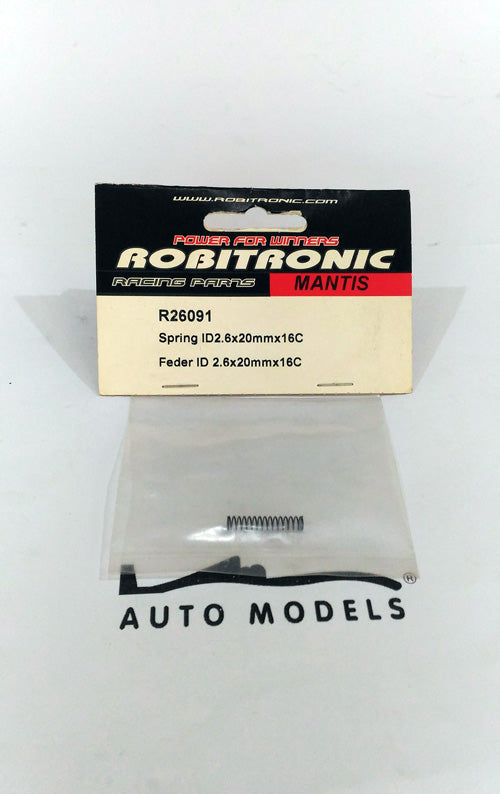 WWW.ROBITRONIC.COM
POWER FOR WINNERS
ROBITRONIC
RACING PARTS MANTIS
R26091
Spring ID2.6x20mmx16C
Feder ID 2.6x20mmx16C
®
AUTO MODELS